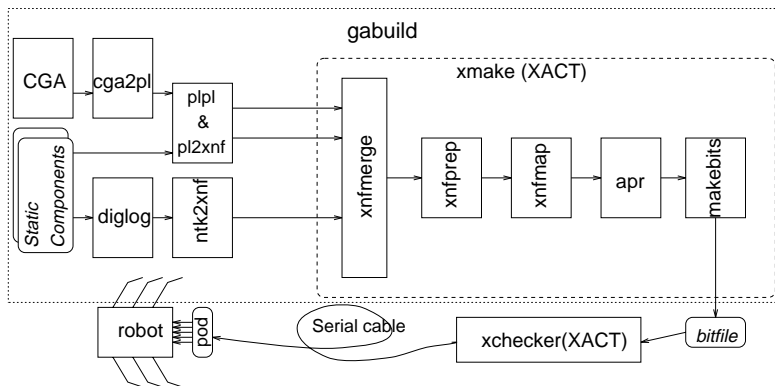 gabuild
xmake (XACT)
CGA
cga2pl
plpl
&
pl2xnf
Static
Components
diglog
ntk2xnf
xnfmerge
xnfprep
xnfmap
apr
makebits
robot
pod
Serial cable
xchecker(XACT)
bitfile